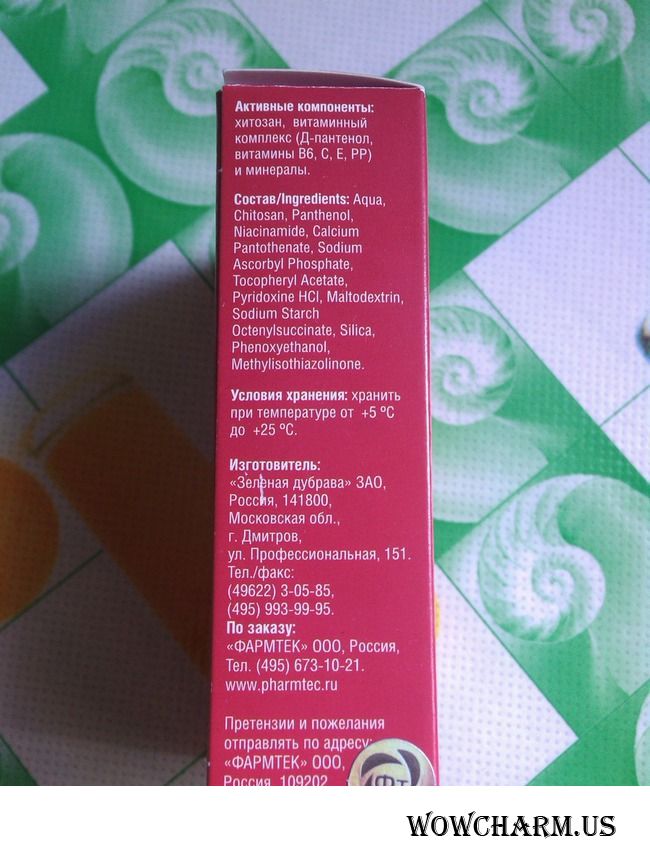 Активные компоненты:
хитозан, витаминный
комплекс (Д-пантенол,
витамины В6, С, Е, РР)
и минералы.
Состав/Ingredients: Aqua,
Chitosan, Panthenol,
Niacinamide, Calcium
Pantothenate, Sodium
Ascorbyl Phosphate,
Tocopheryl Acetate,
Pyridoxine HCl, Maltodextrin,
Sodium Starch
Octenylsuccinate, Silica,
Phenoxyethanol,
Methylisothiazolinone.
Условия хранения: хранить
при температуре от +5 ºС
до +25 ºС.
Изготовитель:
«Зеленая дубрава» ЗАО,
Россия, 141800,
Московская обл.,
г. Дмитров,
ул. Профессиональная, 151.
Тел./факс:
(49622) 3-05-85,
(495) 993-99-95.
По заказу:
«ФАРМТЕК» ООО, Россия,
Тел. (495) 673-10-21.
www.pharmtec.ru
Претензии и пожелания
отправлять по адресу:
«ФАРМТЕК» ООО,
Россия, 109202
ФТ
WOWCHARM.US